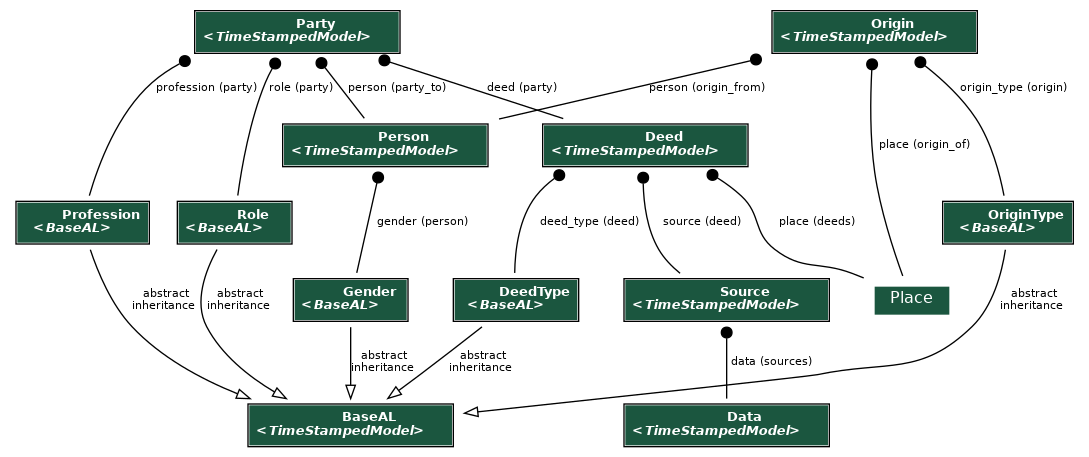 Party
<TimeStampedModel>
Origin
<TimeStampedModel>
profession (party)
role (party)
person (party_to)
deed (party)
person (origin_from)
origin_type (origin)
Person
<TimeStampedModel>
Deed
<TimeStampedModel>
place (origin_of)
Profession
<BaseAL>
Role
<BaseAL>
OriginType
<BaseAL>
gender (person)
deed_type (deed)
source (deed)
place (deeds)
abstract
inheritance
abstract
inheritance
Gender
<BaseAL>
DeedType
<BaseAL>
Source
<TimeStampedModel>
Place
abstract
inheritance
abstract
inheritance
abstract
inheritance
data (sources)
BaseAL
<TimeStampedModel>
Data
<TimeStampedModel>